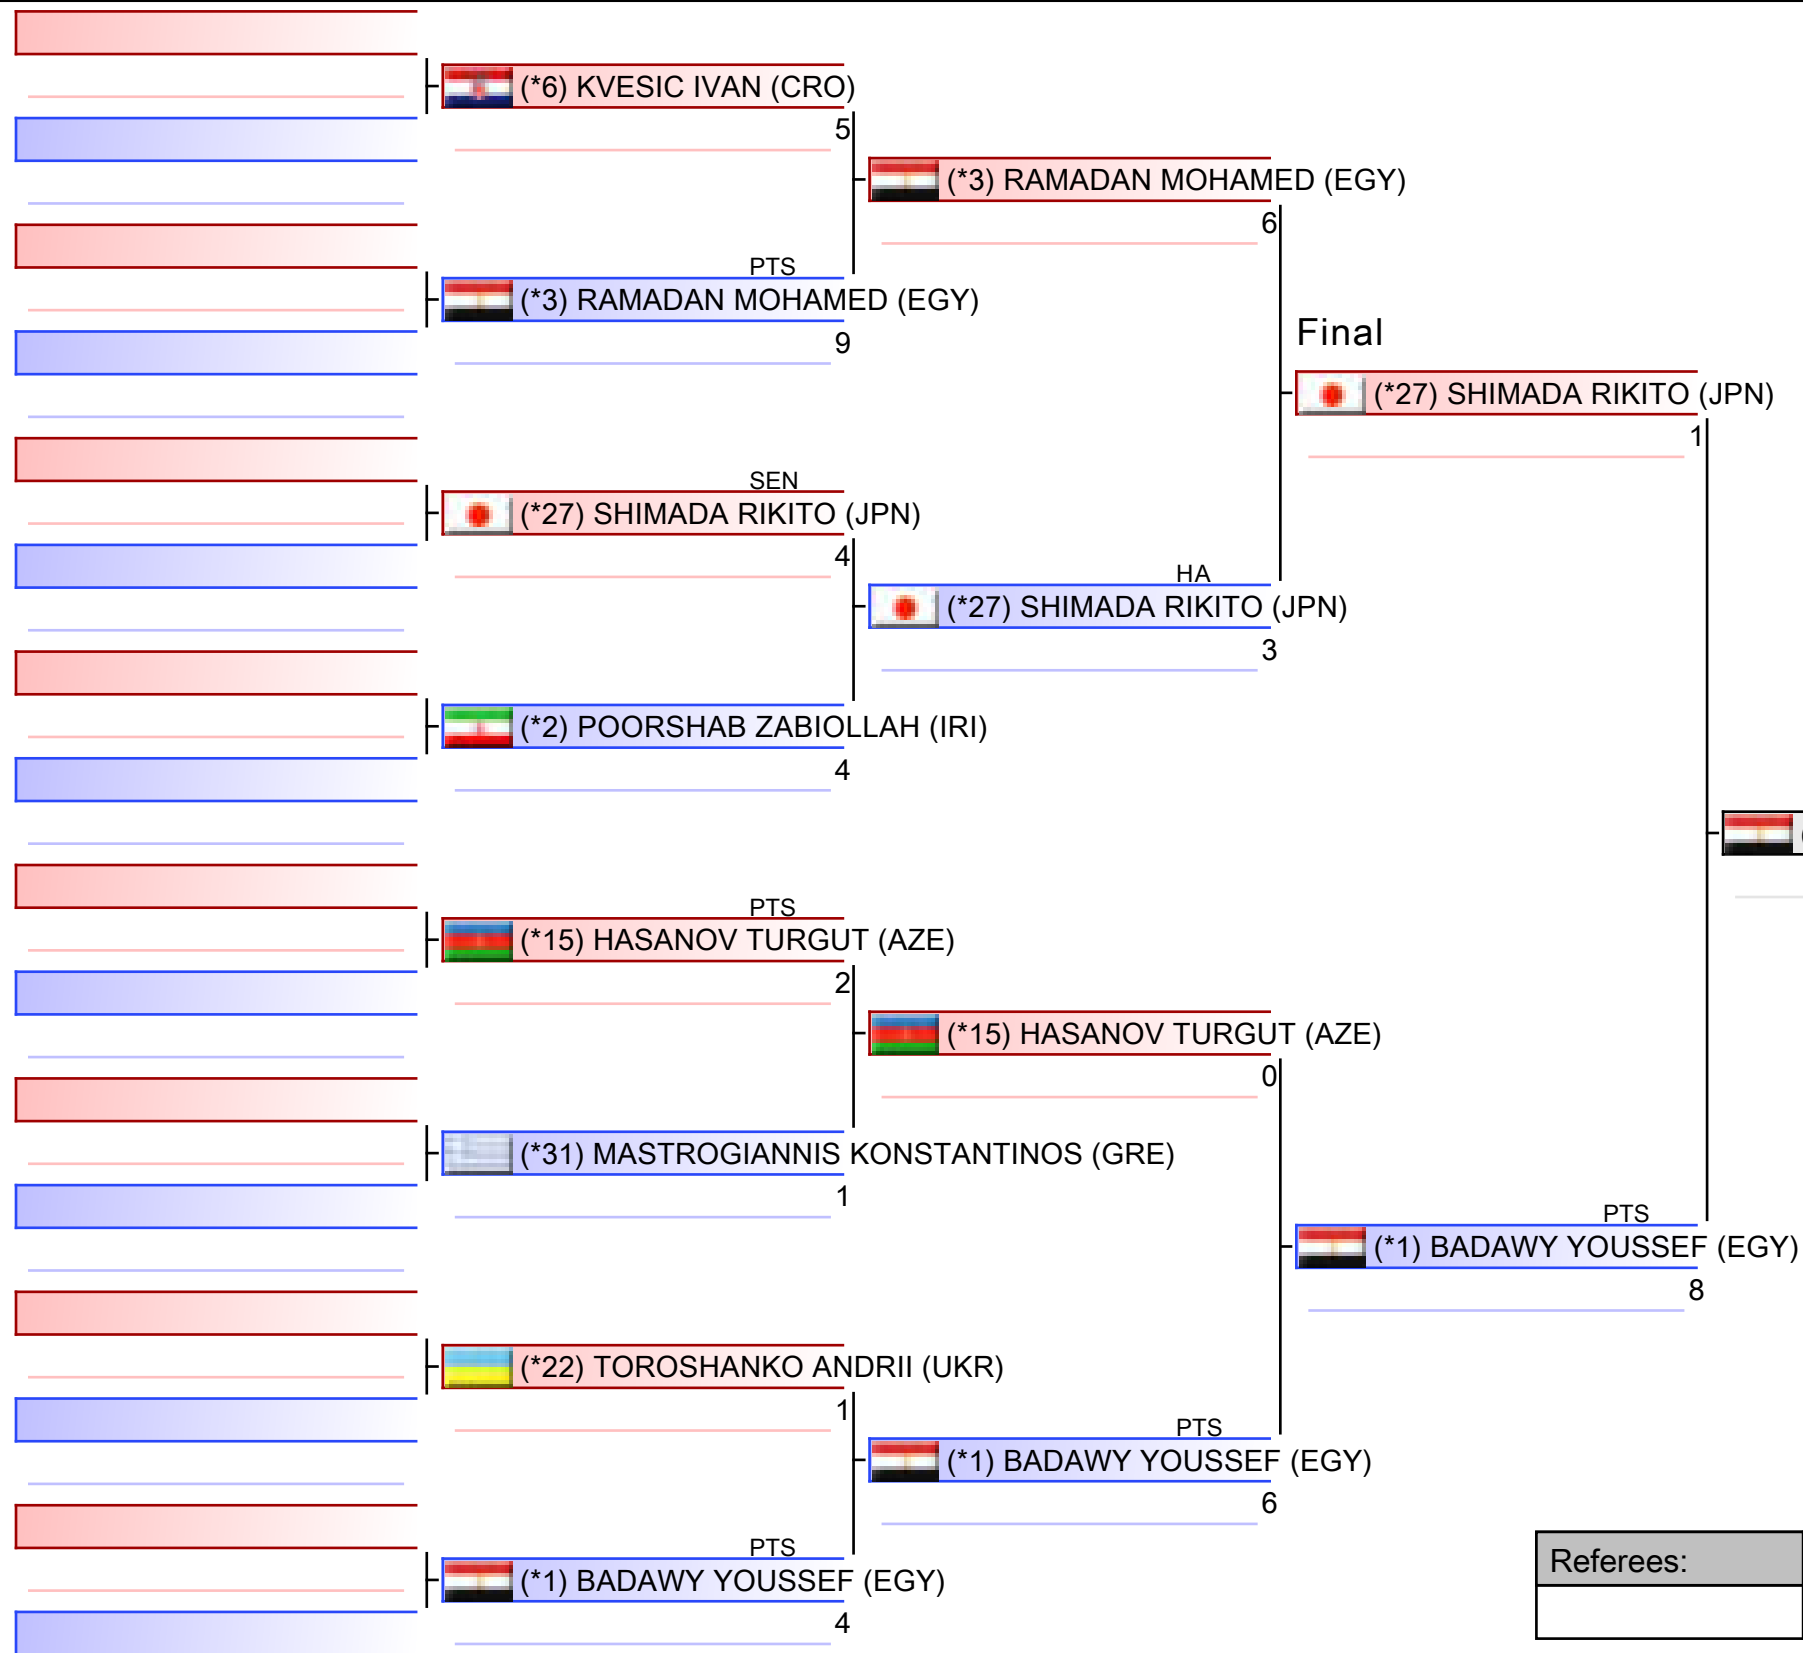 (*6) KVESIC IVAN (CRO)
5
(*3) RAMADAN MOHAMED (EGY)
6
PTS
(*3) RAMADAN MOHAMED (EGY)
9
Final
(*27) SHIMADA RIKITO (JPN)
1
SEN
(*27) SHIMADA RIKITO (JPN)
4
HA
(*27) SHIMADA RIKITO (JPN)
3
(*2) POORSHAB ZABIOLLAH (IRI)
4
PTS
(*15) HASANOV TURGUT (AZE)
2
(*15) HASANOV TURGUT (AZE)
0
(*31) MASTROGIANNIS KONSTANTINOS (GRE)
1
PTS
(*1) BADAWY YOUSSEF (EGY)
8
(*22) TOROSHANKO ANDRII (UKR)
1
PTS
(*1) BADAWY YOUSSEF (EGY)
6
PTS
(*1) BADAWY YOUSSEF (EGY)
4
Referees: